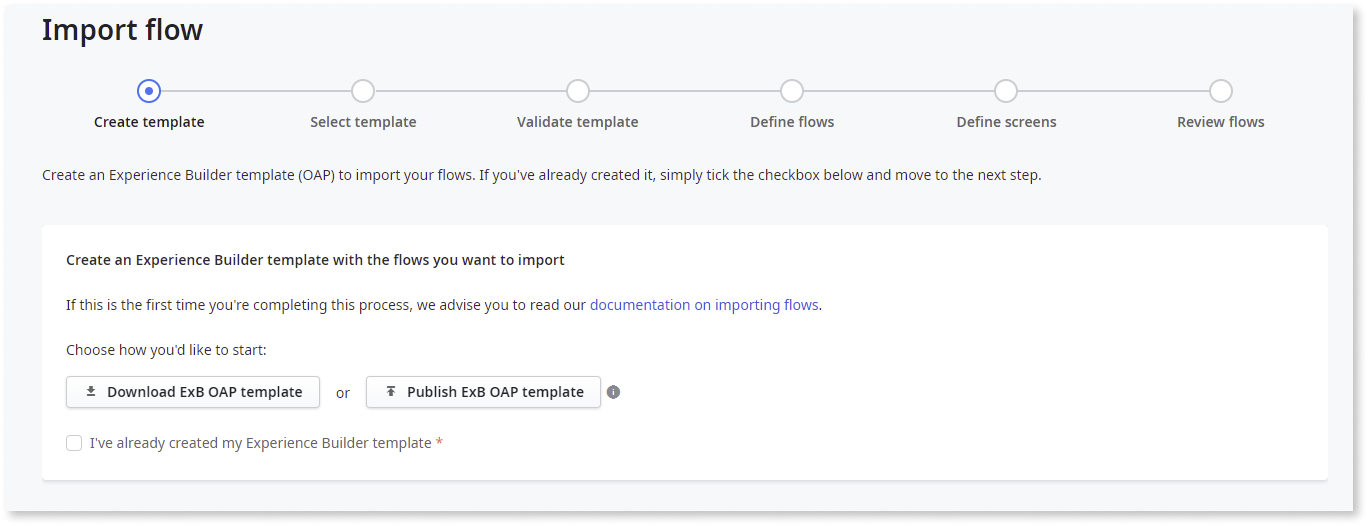 Import flow
Create template
Select template
Validate template
Define flows
Define screens
Review flows
Create an Experience Builder template (OAP) to import your flows. If you've already created it, simply tick the checkbox below and move to the next step.
Create an Experience Builder template with the flows you want to import
If this is the first time you're completing this process, we advise you to read our documentation on importing flows.
Choose how you'd like to start:
Download ExB OAP template or Publish ExB OAP template i
I've already created my Experience Builder template *